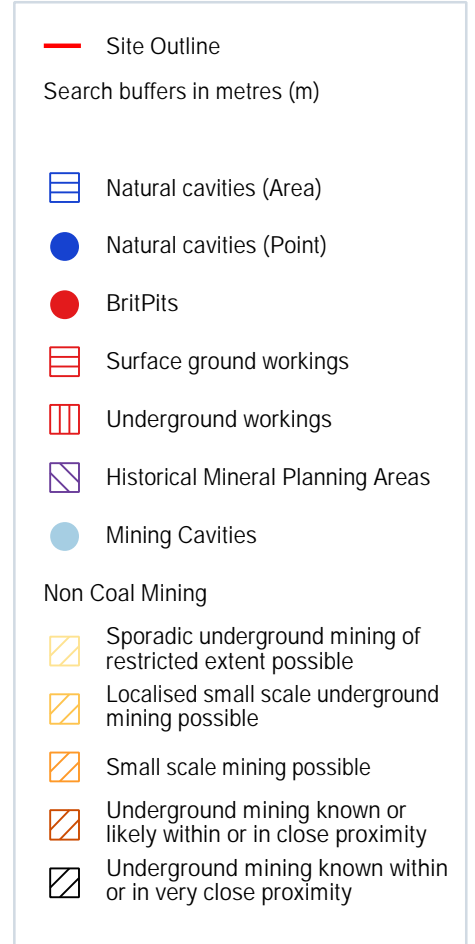 Site Outline
Search buffers in metres (m)
Natural cavities (Area)
Natural cavities (Point)
BritPits
Surface ground workings
Underground workings
Historical Mineral Planning Areas
Mining Cavities
Non Coal Mining
Sporadic underground mining of
restricted extent possible
Localised small scale underground
mining possible
Small scale mining possible
Underground mining known or
likely within or in close proximity
Underground mining known within
or in very close proximity